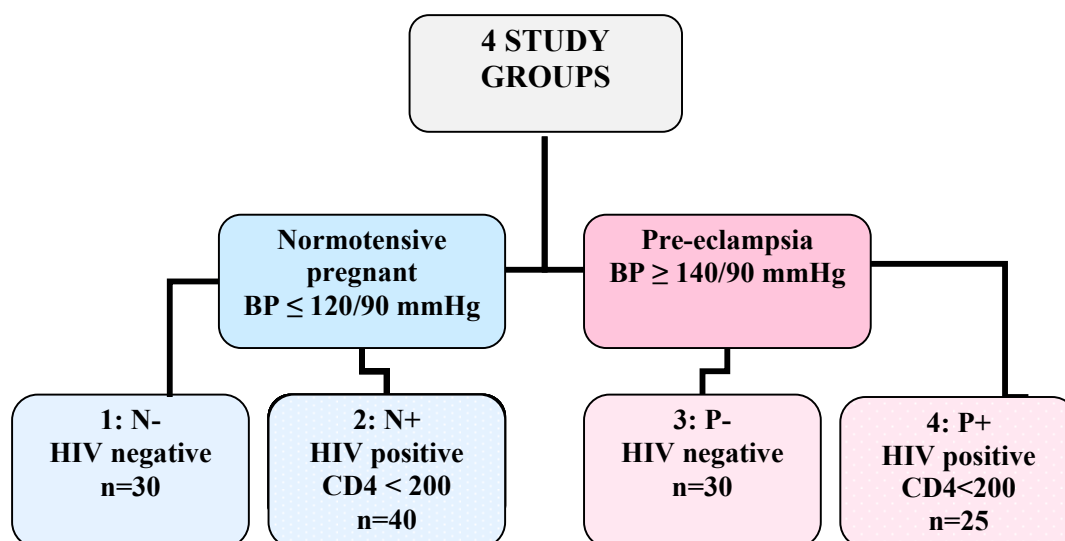 4 STUDY
GROUPS
Normotensive
pregnant
BP ≤ 120/90 mmHg
Pre-eclampsia
BP ≥ 140/90 mmHg
1: N-
HIV negative
n=30
2: N+
HIV positive
CD4 < 200
n=40
3: P-
HIV negative
n=30
4: P+
HIV positive
CD4<200
n=25